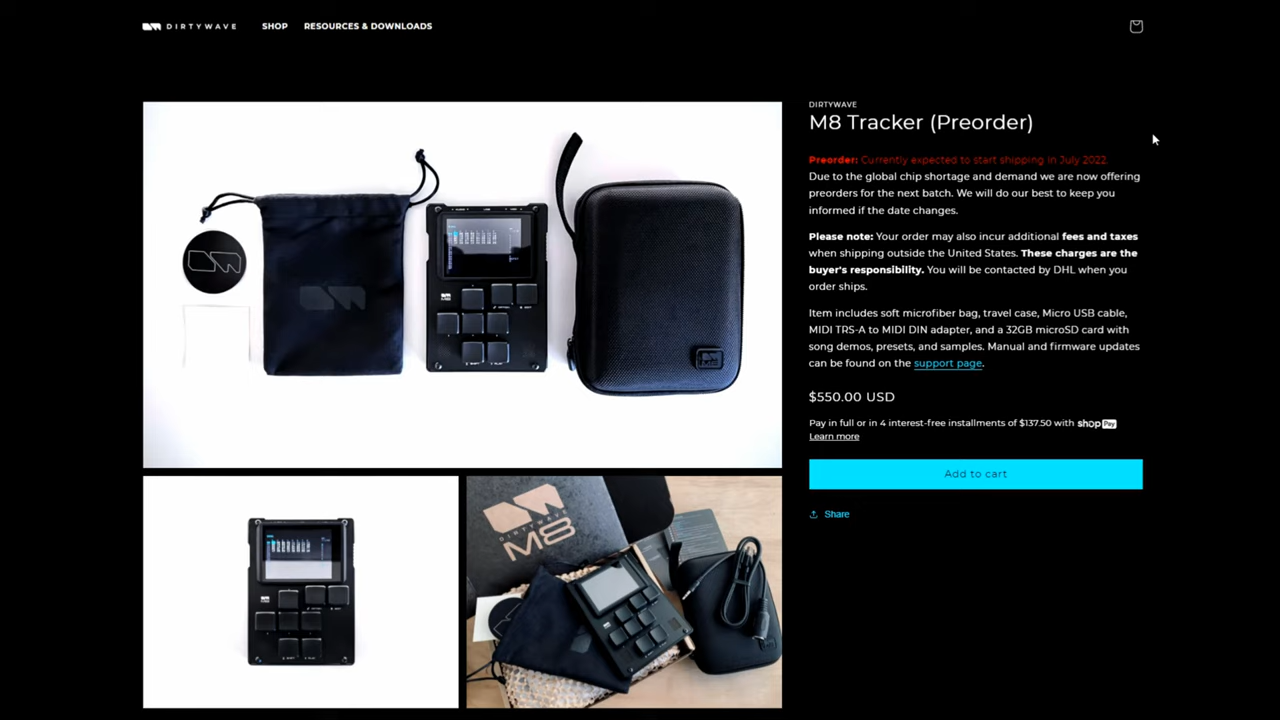 DIRTYWAVE
SHOP
RESOURCES & DOWNLOADS
DIRTYWAVE
M8 Tracker (Preorder)
Preorder: Currently expected to start shipping in July 2022.
Due to the global chip shortage and demand we are now offering
preorders for the next batch. We will do our best to keep you
informed if the date changes.
Please note: Your order may also incur additional fees and taxes
when shipping outside the United States. These charges are the
buyer's responsibility. You will be contacted by DHL when you
order ships.
Item includes soft microfiber bag, travel case, Micro USB cable,
MIDI TRS-A to MIDI DIN adapter, and a 32GB microSD card with
song demos, presets, and samples. Manual and firmware updates
can be found on the support page.
$550.00 USD
Pay in full or in 4 interest-free installments of $137.50 with shop Pay
Learn more
Add to cart
Share
DIRTYWAVE
M8